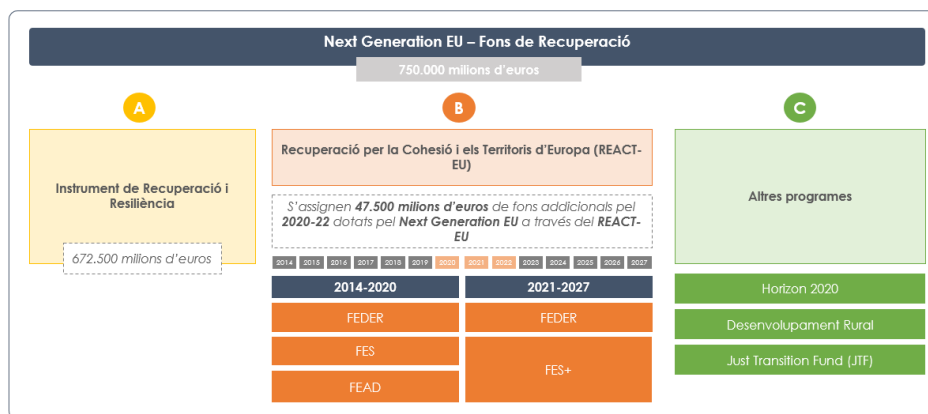 Next Generation EU – Fons de Recuperació
750.000 milions d'euros
A
Instrument de Recuperació i
Resiliència
672.500 milions d'euros
B
Recuperació per la Cohesió i els Territoris d'Europa (REACT-
EU)
S'assignen 47.500 milions d'euros de fons addicionals pel
2020-22 dotats pel Next Generation EU a través del REACT-
EU
2014 2015 2016 2017 2018 2019 2020 2021 2022 2023 2024 2025 2026 2027
2014-2020 2021-2027
FEDER FEDER
FES
FES+
FEAD
C
Altres programes
Horizon 2020
Desenvolupament Rural
Just Transition Fund (JTF)